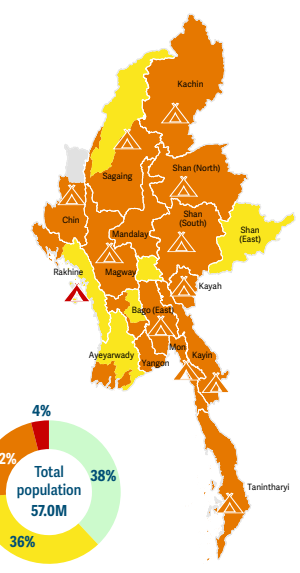 Kachin
Sagaing
Shan (North)
Chin
Mandalay
Shan
(South)
Shan
(East)
Rakhine
Magway
Kayah
Bago (East)
Mon
Ayeyarwady
Yangon
Kayin
Tanintharyi
4%
2%
Total
population
57.0M
38%
36%